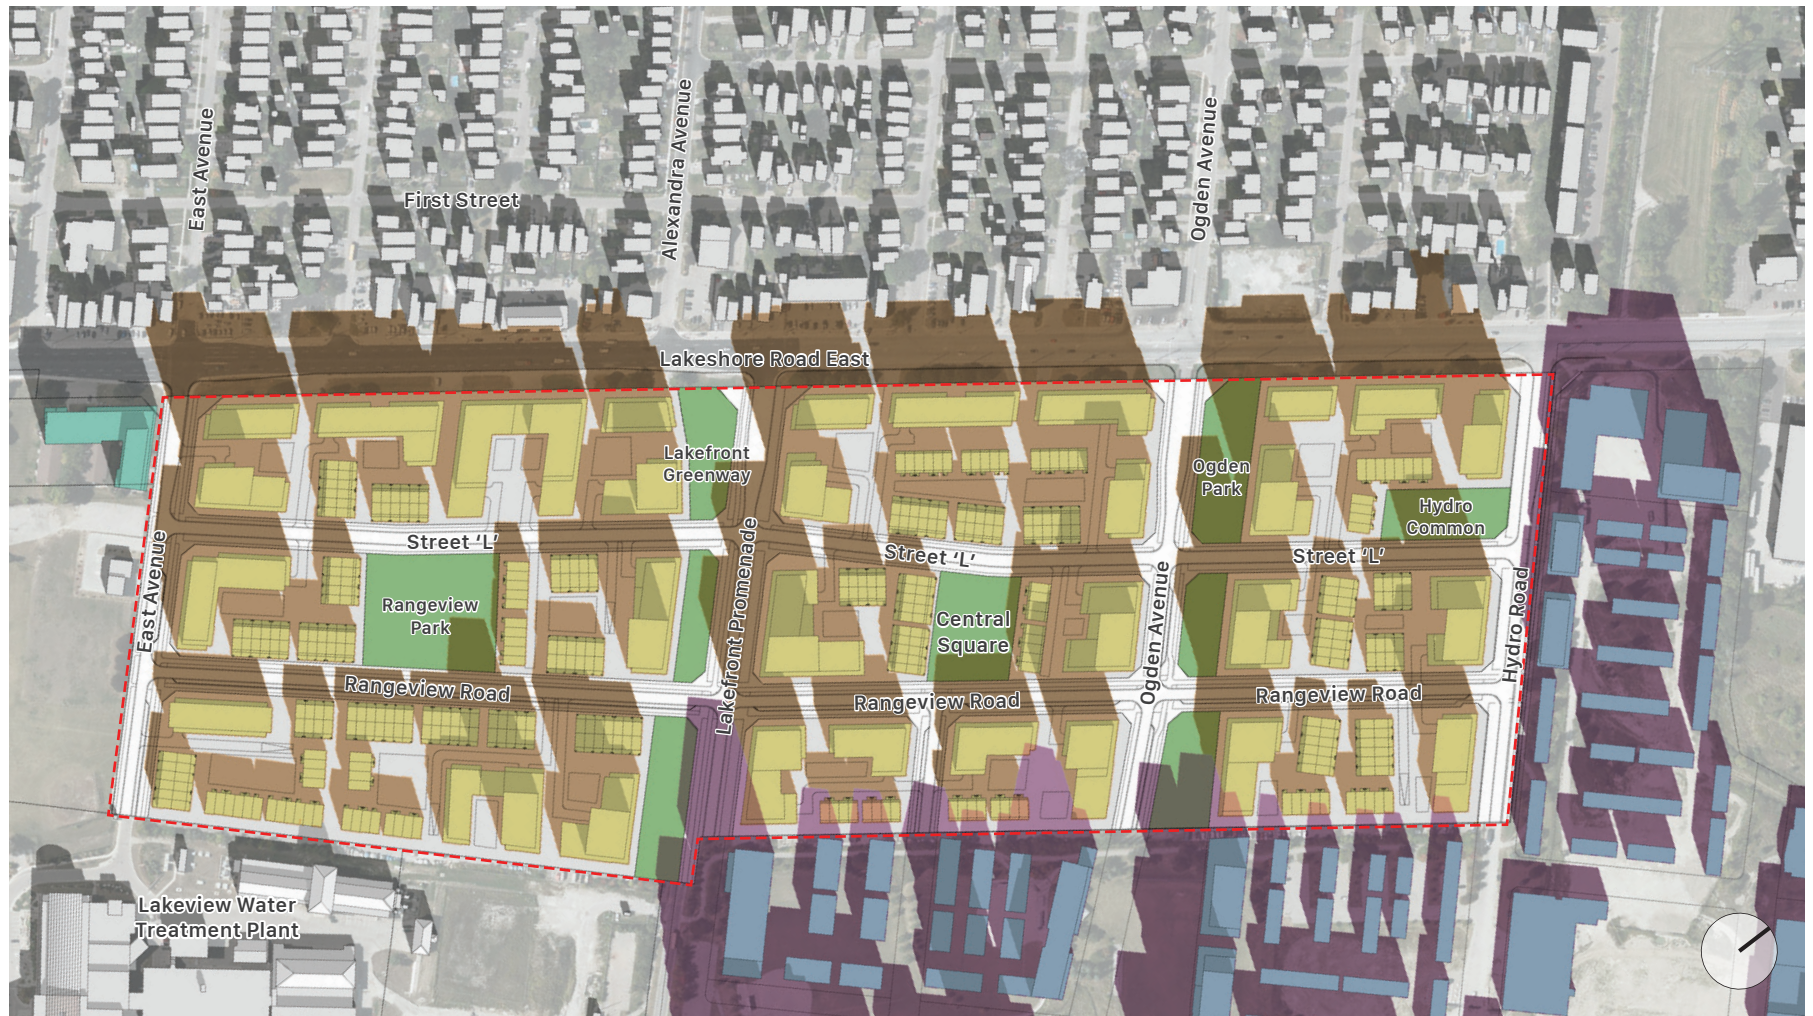 East Avenue
First Street
Alexandra Avenue
Ogden Avenue
Lakeshore Road East
Lakefront
Greenway
Ogden
Park
Hydro
Common
Street ‘L’
Street ‘L’
Street ‘L’
East Avenue
Rangeview
Park
Lakefront Promenade
Central
Square
Ogden Avenue
Hydro Road
Rangeview Road
Rangeview Road
Rangeview Road
Lakeview Water
Treatment Plant